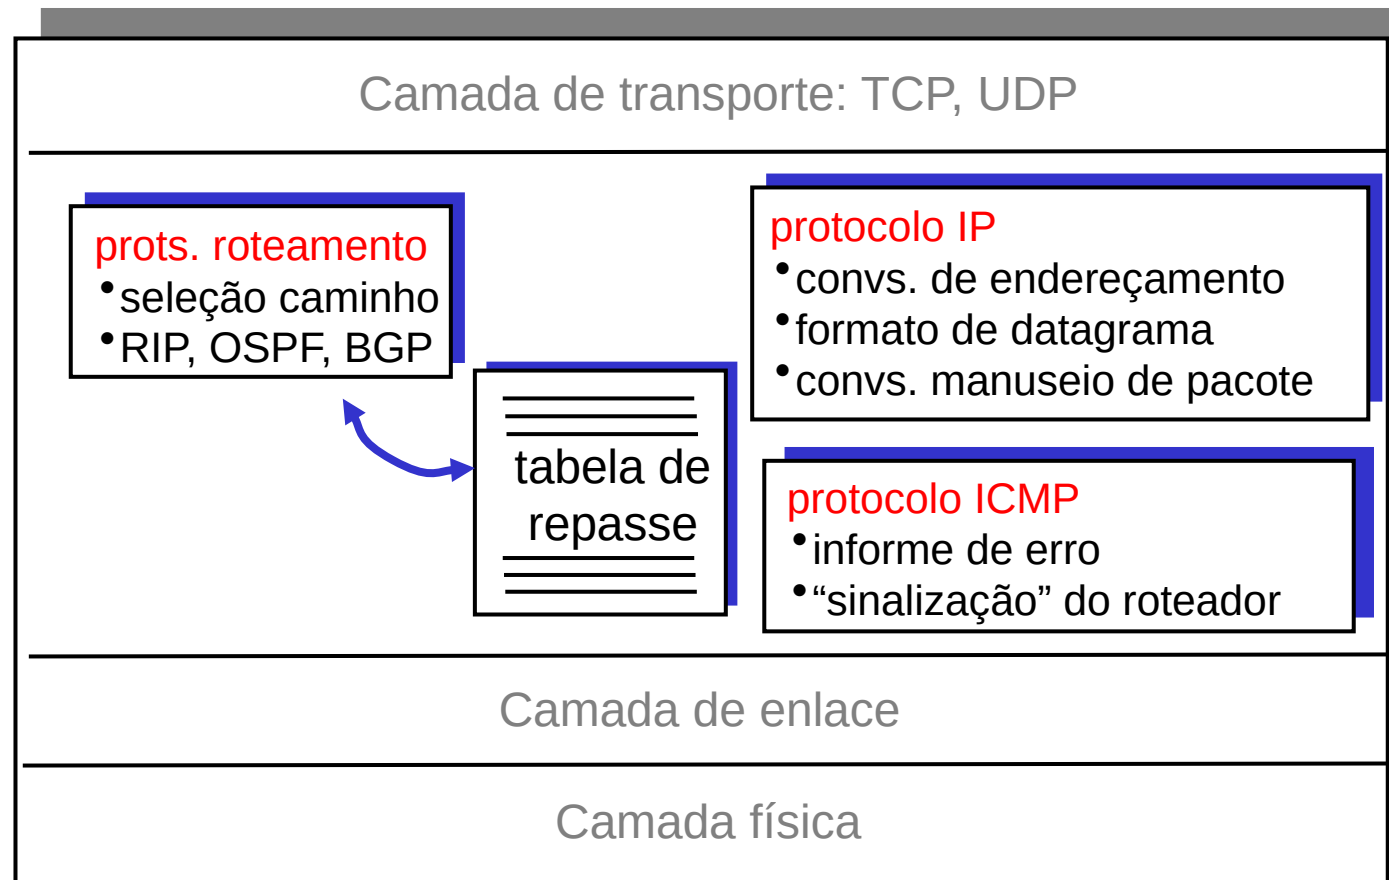 Camada de transporte: TCP, UDP
prots. roteamento
•seleção caminho
•RIP, OSPF, BGP
tabela de
repasse
protocolo IP
•convs. de endereçamento
•formato de datagrama
•convs. manuseio de pacote
protocolo ICMP
•informe de erro
•“sinalização” do roteador
Camada de enlace
Camada física